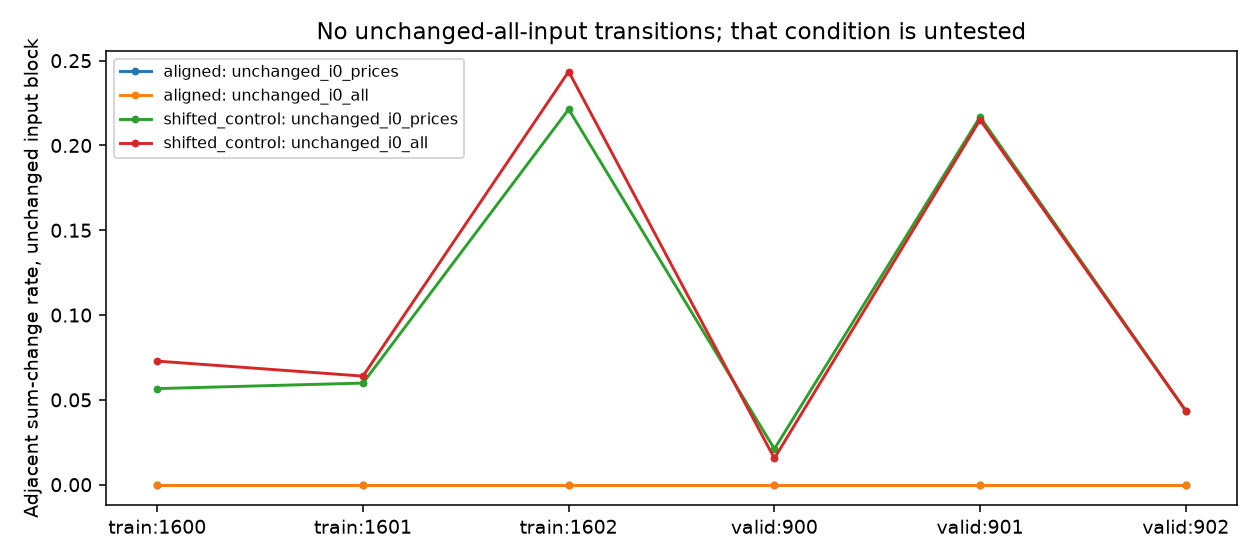 No unchanged-all-input transitions; that condition is untested
Adjacent sum-change rate, unchanged input block
0.25
0.20
0.15
0.10
0.05
0.00
aligned: unchanged_i0_prices
aligned: unchanged_i0_all
shifted_control: unchanged_i0_prices
shifted_control: unchanged_i0_all
train:1600
train:1601
train:1602
valid:900
valid:901
valid:902